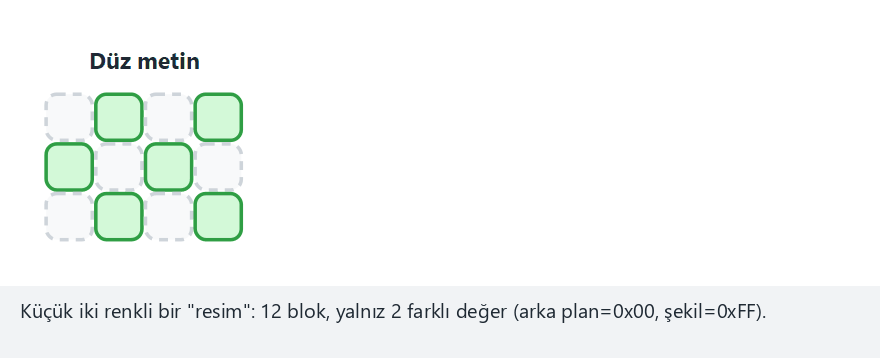 Düz metin
Küçük iki renkli bir "resim": 12 blok, yalnız 2 farklı değer (arka plan=0x00, şekil=0xFF).